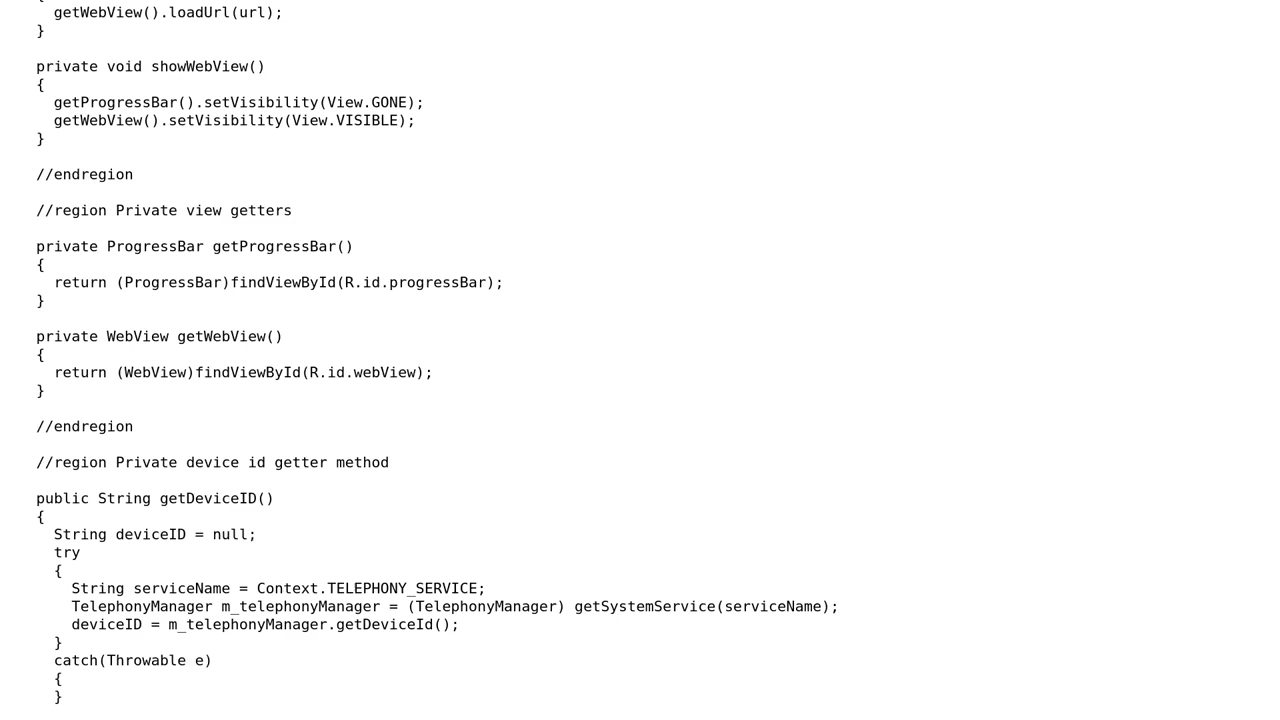 {
  getWebView().loadUrl(url);
}

private void showWebView()
{
  getProgressBar().setVisibility(View.GONE);
  getWebView().setVisibility(View.VISIBLE);
}

//endregion

//region Private view getters

private ProgressBar getProgressBar()
{
  return (ProgressBar)findViewById(R.id.progressBar);
}

private WebView getWebView()
{
  return (WebView)findViewById(R.id.webView);
}

//endregion

//region Private device id getter method

public String getDeviceID()
{
  String deviceID = null;
  try
  {
    String serviceName = Context.TELEPHONY_SERVICE;
    TelephonyManager m_telephonyManager = (TelephonyManager) getSystemService(serviceName);
    deviceID = m_telephonyManager.getDeviceId();
  }
  catch(Throwable e)
  {
  }